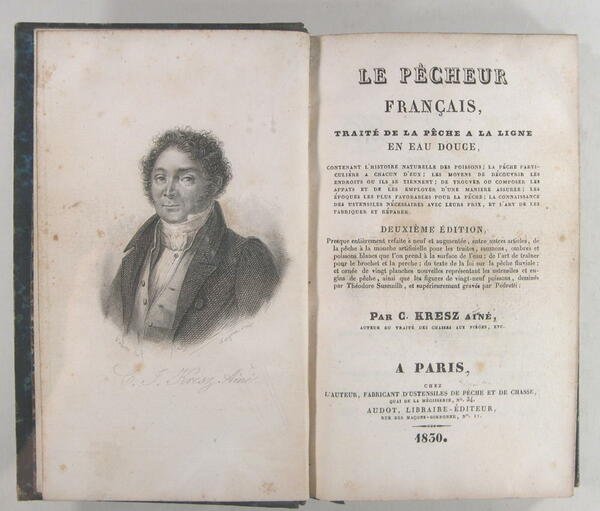 C. J. Kresz Aîné
LE PÊCHEUR
FRANÇAIS,
TRAITÉ DE LA PÊCHE A LA LIGNE
EN EAU DOUCE,
CONTENANT L'HISTOIRE NATURELLE DES POISSONS; LA PÊCHE PARTI-
CULIÈRE A CHACUN D'EUX; LES MOYENS DE DÉCOUVRIR LES
ENDROITS OU ILS SE TIENNENT; DE TROUVER OU COMPOSER LES
APPATS ET DE LES EMPLOYER D'UNE MANIERE ASSURÉE; LES
ÉPOQUES LES PLUS FAVORABLES POUR LA PÊCHE; LA CONNAISSANCE
DES USTENSILES NÉCESSAIRES AVEC LEURS PRIX, ET L'ART DE LES
FABRIQUER ET RÉPARER.
DEUXIÈME ÉDITION,
Presque entièrement refaite à neuf et augmentée, entre autres articles, de
la pêche à la mouche artificielle pour les truites, saumons, ombres et
poissons blancs que l'on prend à la surface de l'eau; de l'art de traîner
pour le brochet et la perche; du texte de la loi sur la pêche fluviale;
et ornée de vingt planches nouvelles représentant les ustensiles et en-
gins de pêche, ainsi que les figures de vingt-neuf poissons, dessinés
par Théodore Susemilh, et supérieurement gravés par Pedretti;
PAR C. KRESZ AÎNÉ,
AUTEUR DU TRAITÉ DES CHASSES AUX PIÉGES, ETC.
A PARIS,
CHEZ
L'AUTEUR, FABRICANT D'USTENSILES DE PÊCHE ET DE CHASSE,
QUAI DE LA MÉGISSERIE, N°. 34,
AUDOT, LIBRAIRE-ÉDITEUR,
RUE DES MAÇONS-SORBONNE, N°. 11.
1830.